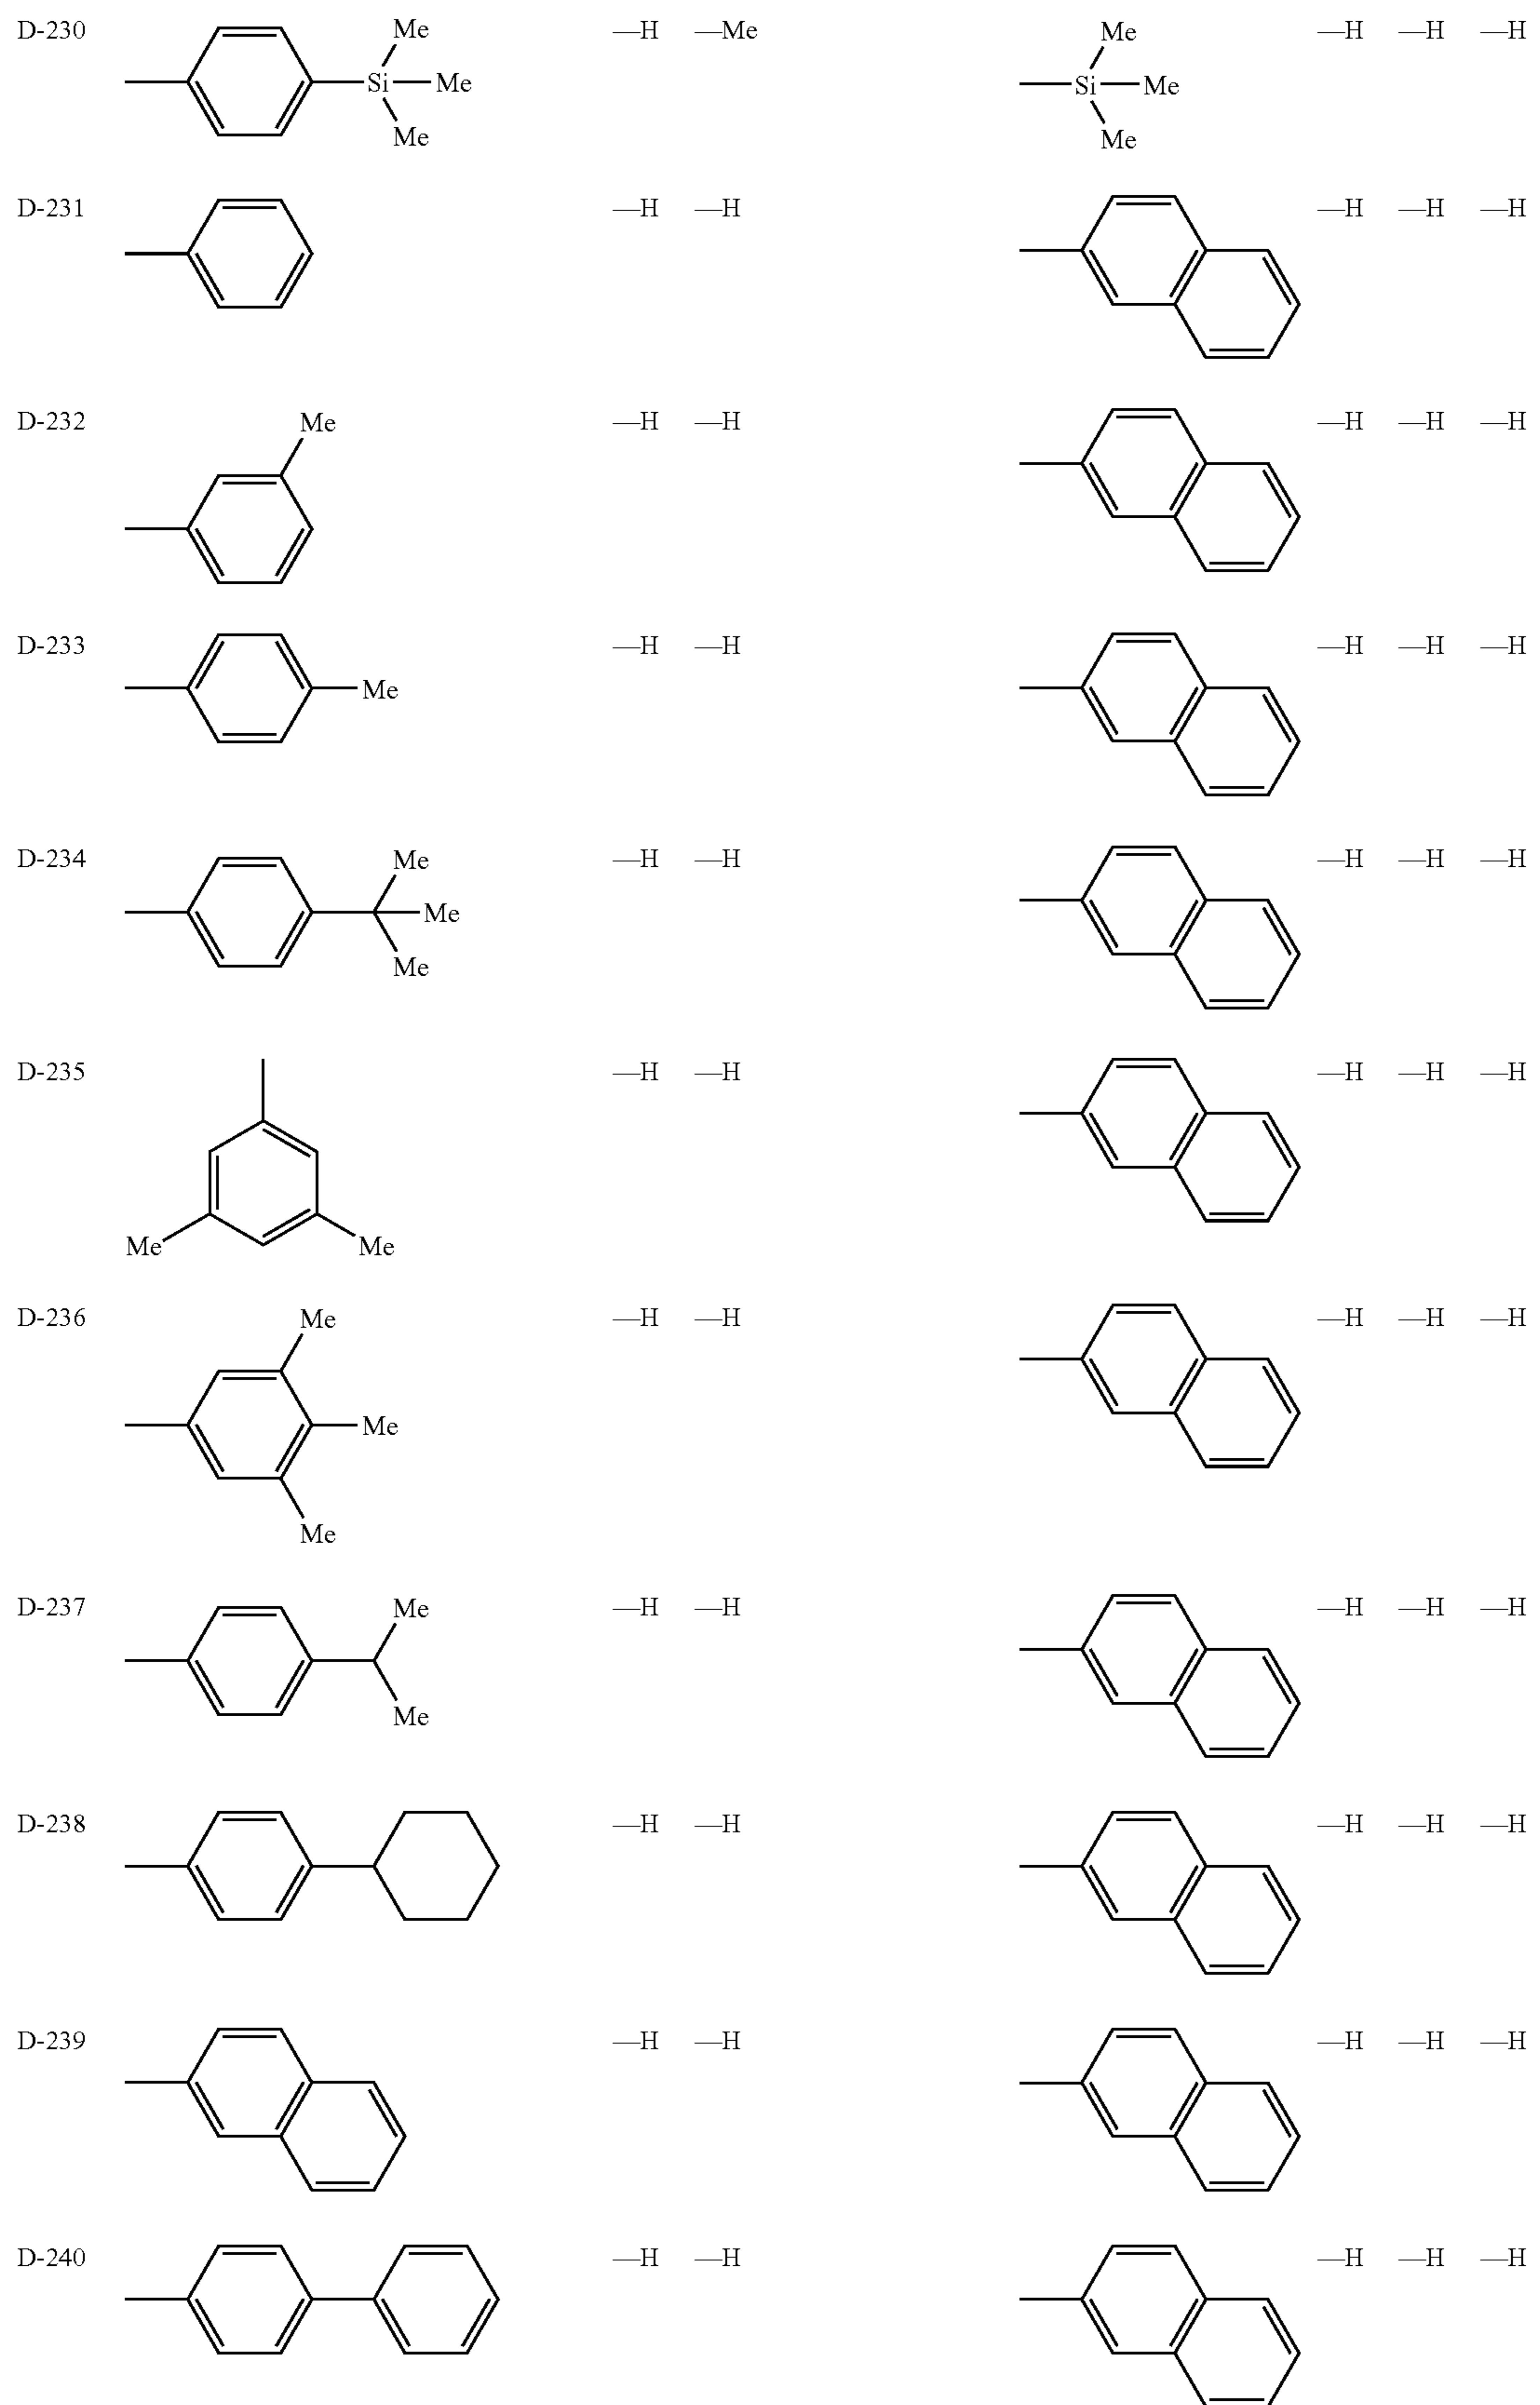 D-230 Me —H —Me Me —H —H —H
Si—Me —Si—Me
Me Me
D-231 —H —H —H —H —H
D-232 Me —H —H —H —H —H
D-233 —H —H —H —H —H
Me
D-234 Me —H —H —H —H —H
Me
Me
D-235 —H —H —H —H —H
Me Me
D-236 Me —H —H —H —H —H
Me
Me
D-237 Me —H —H —H —H —H
Me
D-238 —H —H —H —H —H
D-239 —H —H —H —H —H
D-240 —H —H —H —H —H